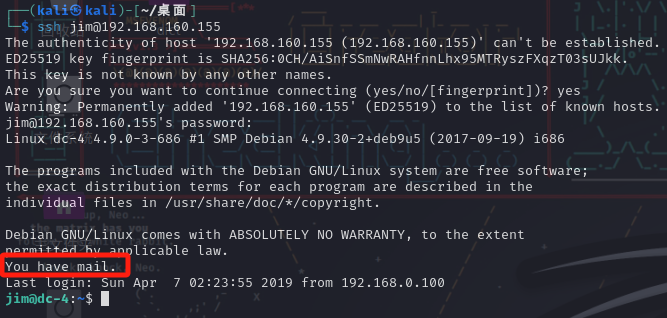 ┌──(kali㉿kali)-[~/桌面]
└─$ ssh jim@192.168.160.155
The authenticity of host '192.168.160.155 (192.168.160.155)' can't be established.
ED25519 key fingerprint is SHA256:0CH/AiSnfSSmNwRAHfnnLhx95MTRyszFXqzT03sUJkk.
This key is not known by any other names.
Are you sure you want to continue connecting (yes/no/[fingerprint])? yes
Warning: Permanently added '192.168.160.155' (ED25519) to the list of known hosts.
jim@192.168.160.155's password:
Linux dc-4 4.9.0-3-686 #1 SMP Debian 4.9.30-2+deb9u5 (2017-09-19) i686
The programs included with the Debian GNU/Linux system are free software;
the exact distribution terms for each program are described in the
individual files in /usr/share/doc/*/copyright.
Debian GNU/Linux comes with ABSOLUTELY NO WARRANTY, to the extent
permitted by applicable law.
You have mail.
Last login: Sun Apr  7 02:23:55 2019 from 192.168.0.100
jim@dc-4:~$